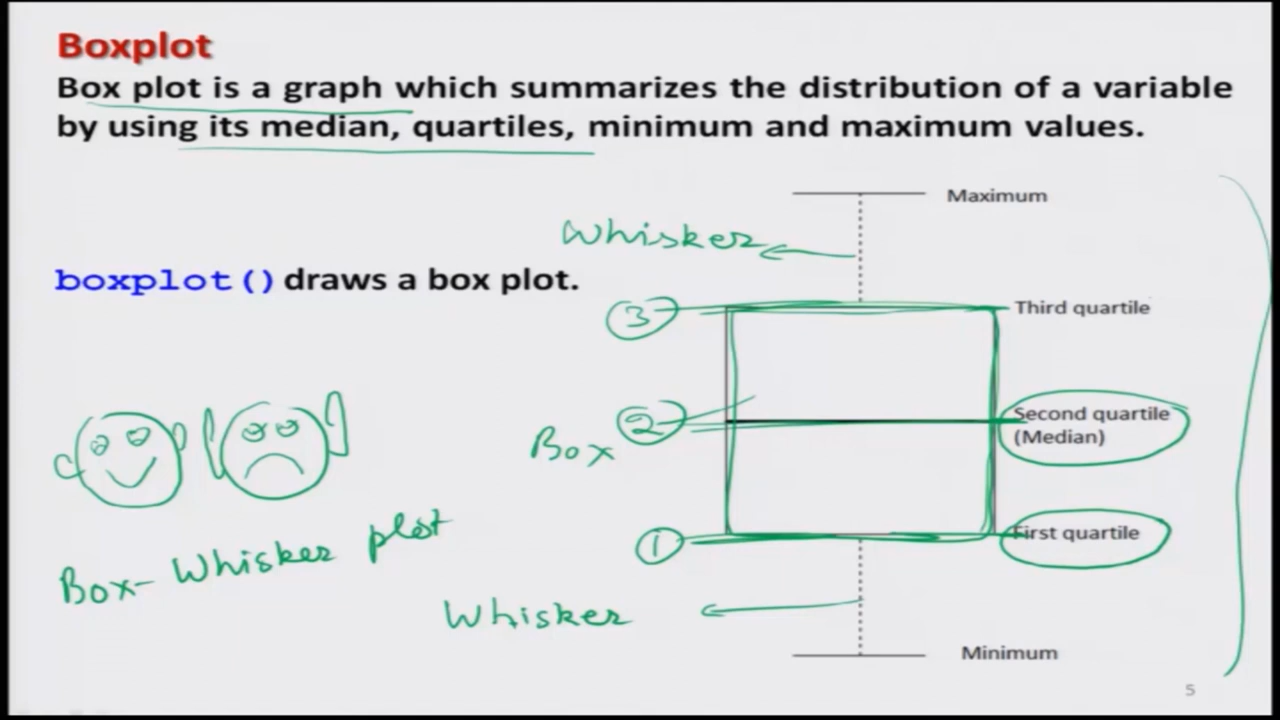 Boxplot
Box plot is a graph which summarizes the distribution of a variable
by using its median, quartiles, minimum and maximum values.
Maximum
Whisker
boxplot() draws a box plot.
3
Third quartile
2
Second quartile
(Median)
Box
1
First quartile
Box-Whisker plot
Whisker
Minimum
5